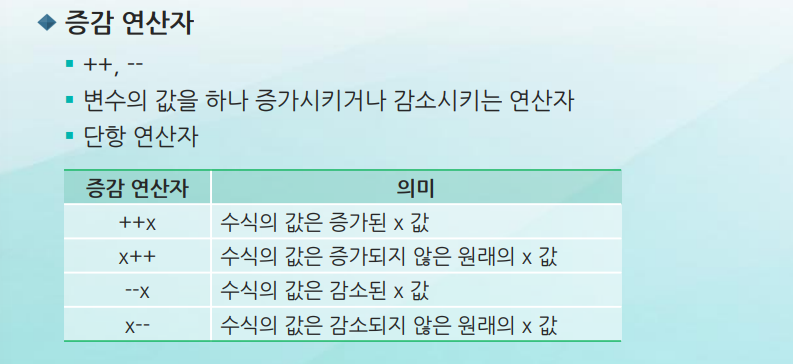 증감 연산자
++, --
변수의 값을 하나 증가시키거나 감소시키는 연산자
단항 연산자
증감 연산자 의미
++x 수식의 값은 증가된 x 값
x++ 수식의 값은 증가되지 않은 원래의 x 값
--x 수식의 값은 감소된 x 값
x-- 수식의 값은 감소되지 않은 원래의 x 값